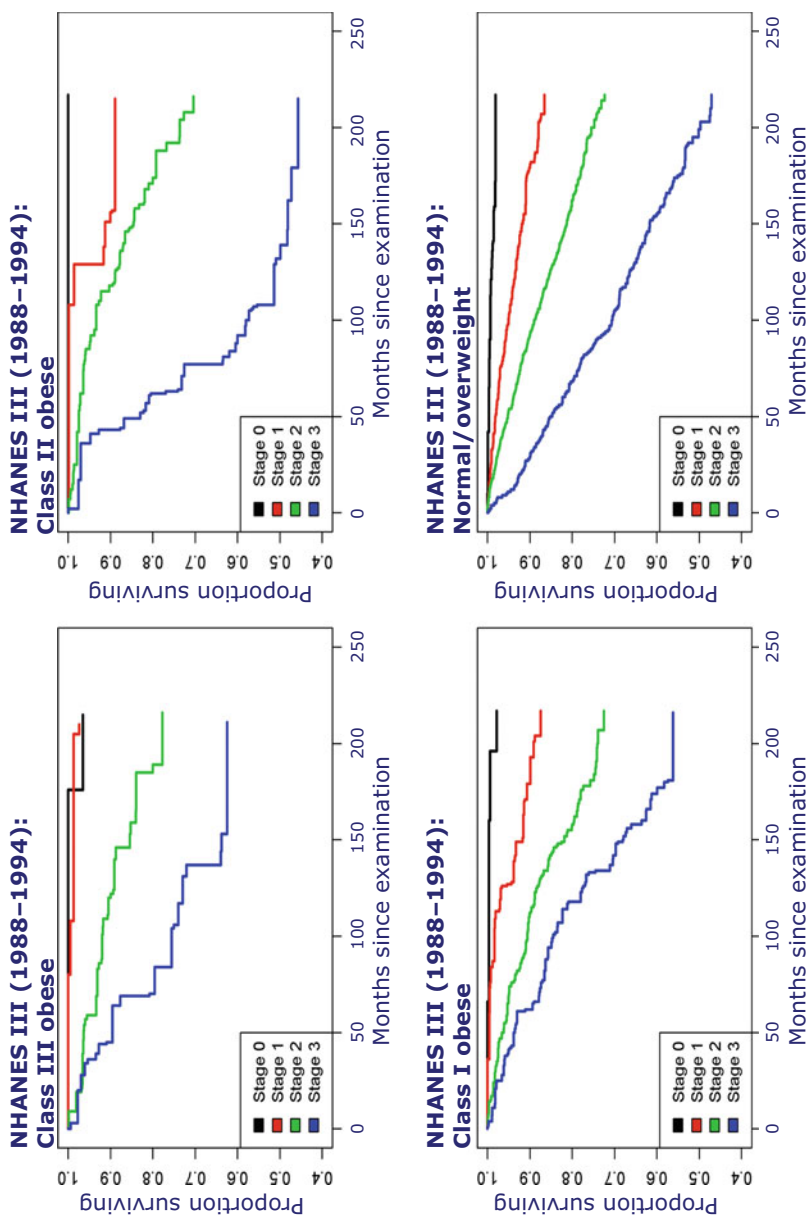 NHANES III (1988–1994):
Class III obese
Proportion surviving
1.0
0.9
0.8
0.7
0.6
0.5
0.4
Stage 0
Stage 1
Stage 2
Stage 3
0 50 100 150 200 250
Months since examination
NHANES III (1988–1994):
Class II obese
Proportion surviving
1.0
0.9
0.8
0.7
0.6
0.5
0.4
Stage 0
Stage 1
Stage 2
Stage 3
0 50 100 150 200 250
Months since examination
NHANES III (1988–1994):
Class I obese
Proportion surviving
1.0
0.9
0.8
0.7
0.6
0.5
0.4
Stage 0
Stage 1
Stage 2
Stage 3
0 50 100 150 200 250
Months since examination
NHANES III (1988–1994):
Normal/overweight
Proportion surviving
1.0
0.9
0.8
0.7
0.6
0.5
0.4
Stage 0
Stage 1
Stage 2
Stage 3
0 50 100 150 200 250
Months since examination